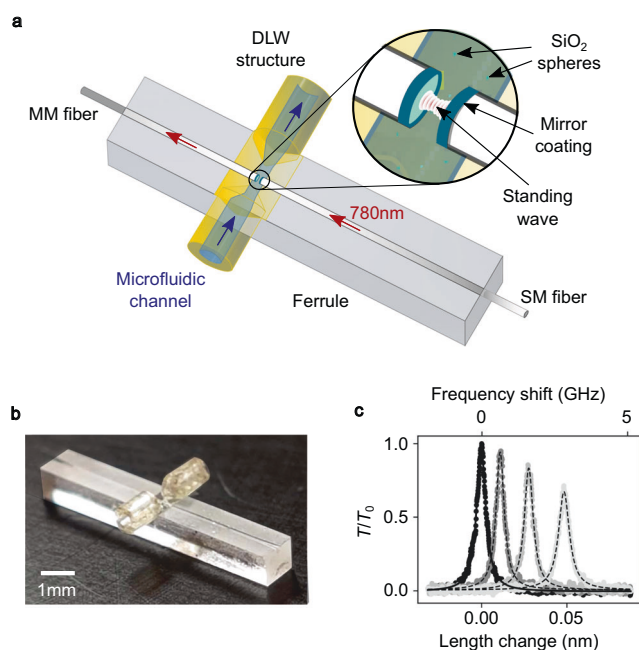 a
DLW
structure
SiO2
spheres
MM fiber
Mirror
coating
Standing
wave
780nm
Microfluidic
channel
Ferrule
SM fiber
b
1mm
c
Frequency shift (GHz)
0 5
T/T0
1.0
0.5
0.0
0.00 0.05
Length change (nm)